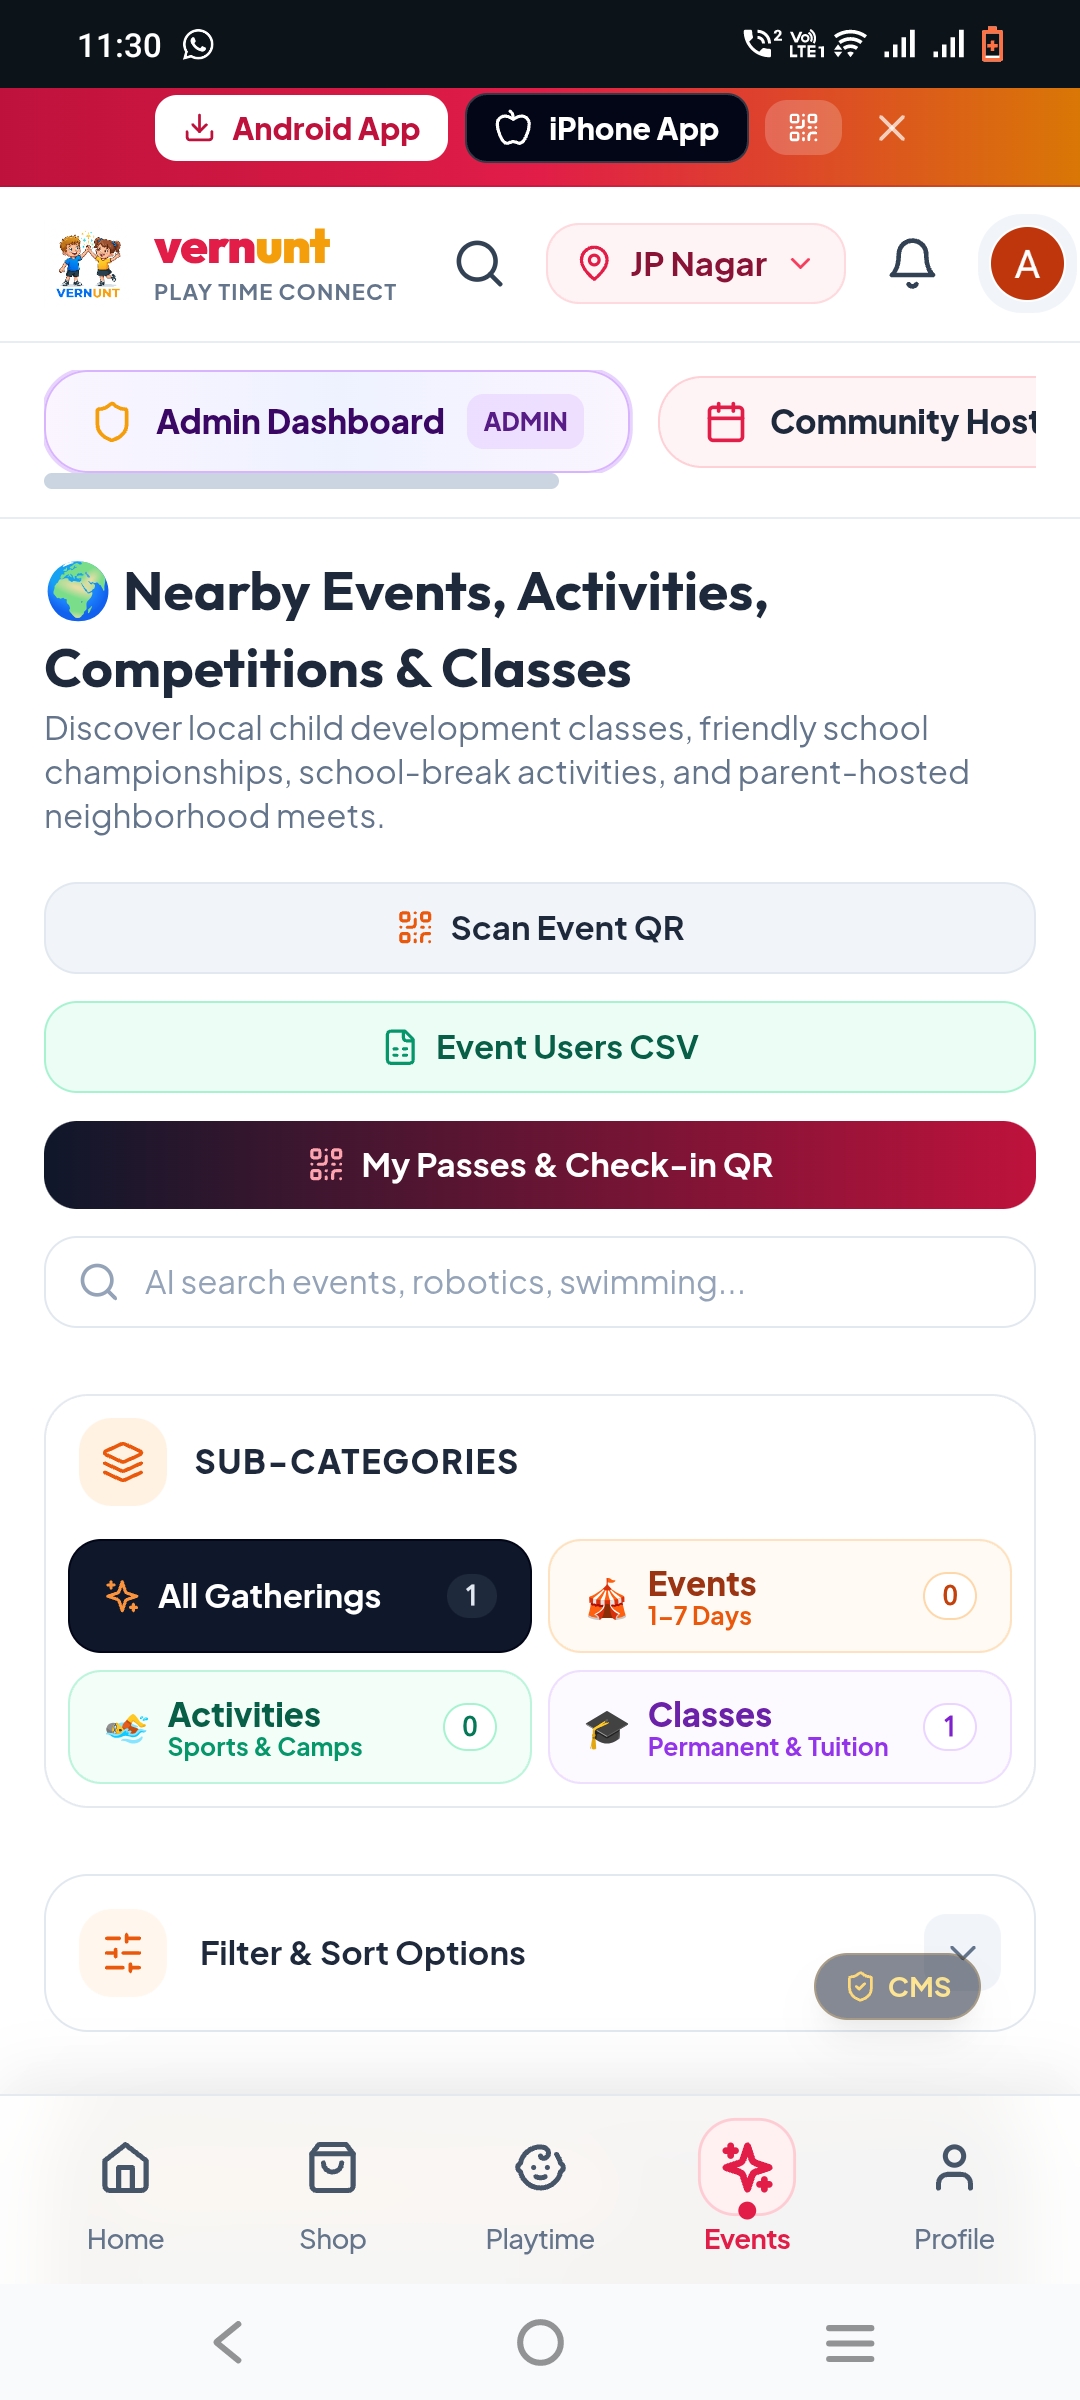 11:30
2
Vo)) LTE1
Android App
iPhone App
VERNUNT
vernunt
PLAY TIME CONNECT
JP Nagar
A
Admin Dashboard
ADMIN
Community Host
🌍 Nearby Events, Activities,
Competitions & Classes
Discover local child development classes, friendly school
championships, school-break activities, and parent-hosted
neighborhood meets.
Scan Event QR
Event Users CSV
My Passes & Check-in QR
AI search events, robotics, swimming...
SUB-CATEGORIES
All Gatherings
1
Events
1–7 Days
0
Activities
Sports & Camps
0
Classes
Permanent & Tuition
1
Filter & Sort Options
CMS
Home
Shop
Playtime
Events
Profile